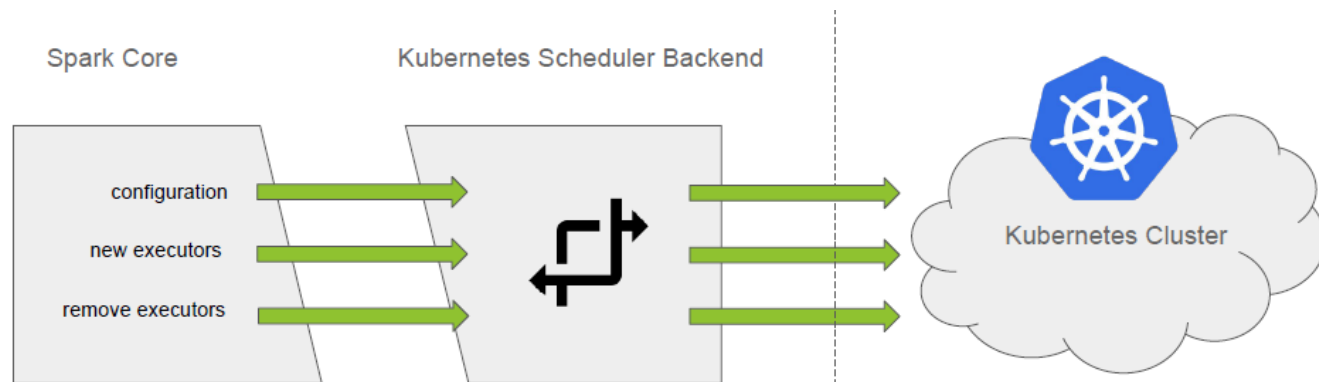 Spark Core
Kubernetes Scheduler Backend
configuration
new executors
remove executors
Kubernetes Cluster